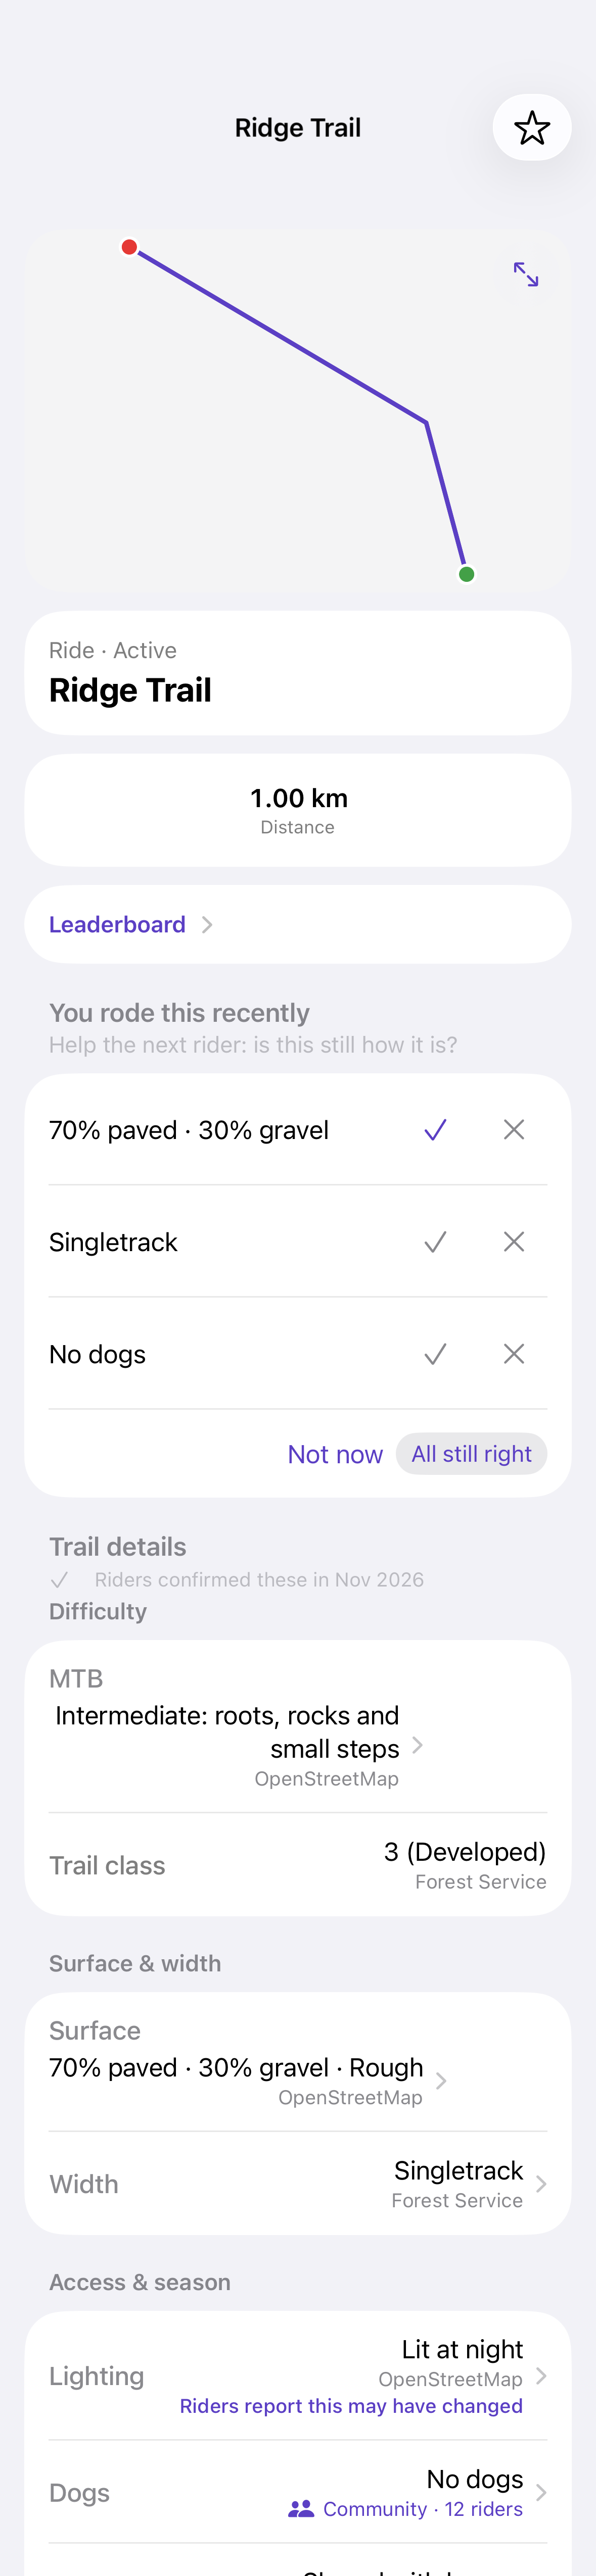 Ridge Trail
Ride · Active
Ridge Trail
1.00 km
Distance
Leaderboard
You rode this recently
Help the next rider: is this still how it is?
70% paved · 30% gravel
Singletrack
No dogs
Not now
All still right
Trail details
Riders confirmed these in Nov 2026
Difficulty
MTB
Intermediate: roots, rocks and
small steps
OpenStreetMap
Trail class
3 (Developed)
Forest Service
Surface & width
Surface
70% paved · 30% gravel · Rough
OpenStreetMap
Width
Singletrack
Forest Service
Access & season
Lighting
Lit at night
OpenStreetMap
Riders report this may have changed
Dogs
No dogs
Community · 12 riders